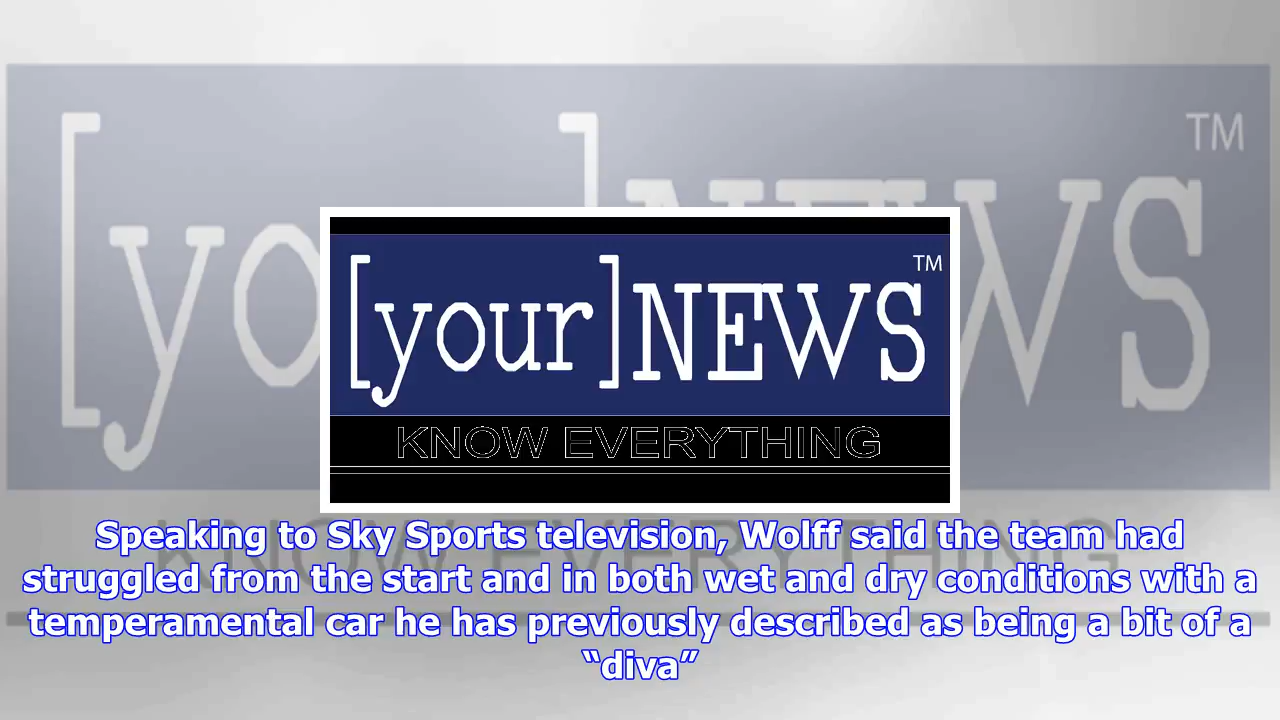 [your]NEWS TM
KNOW EVERYTHING
Speaking to Sky Sports television, Wolff said the team had
struggled from the start and in both wet and dry conditions with a
temperamental car he has previously described as being a bit of a
“diva”